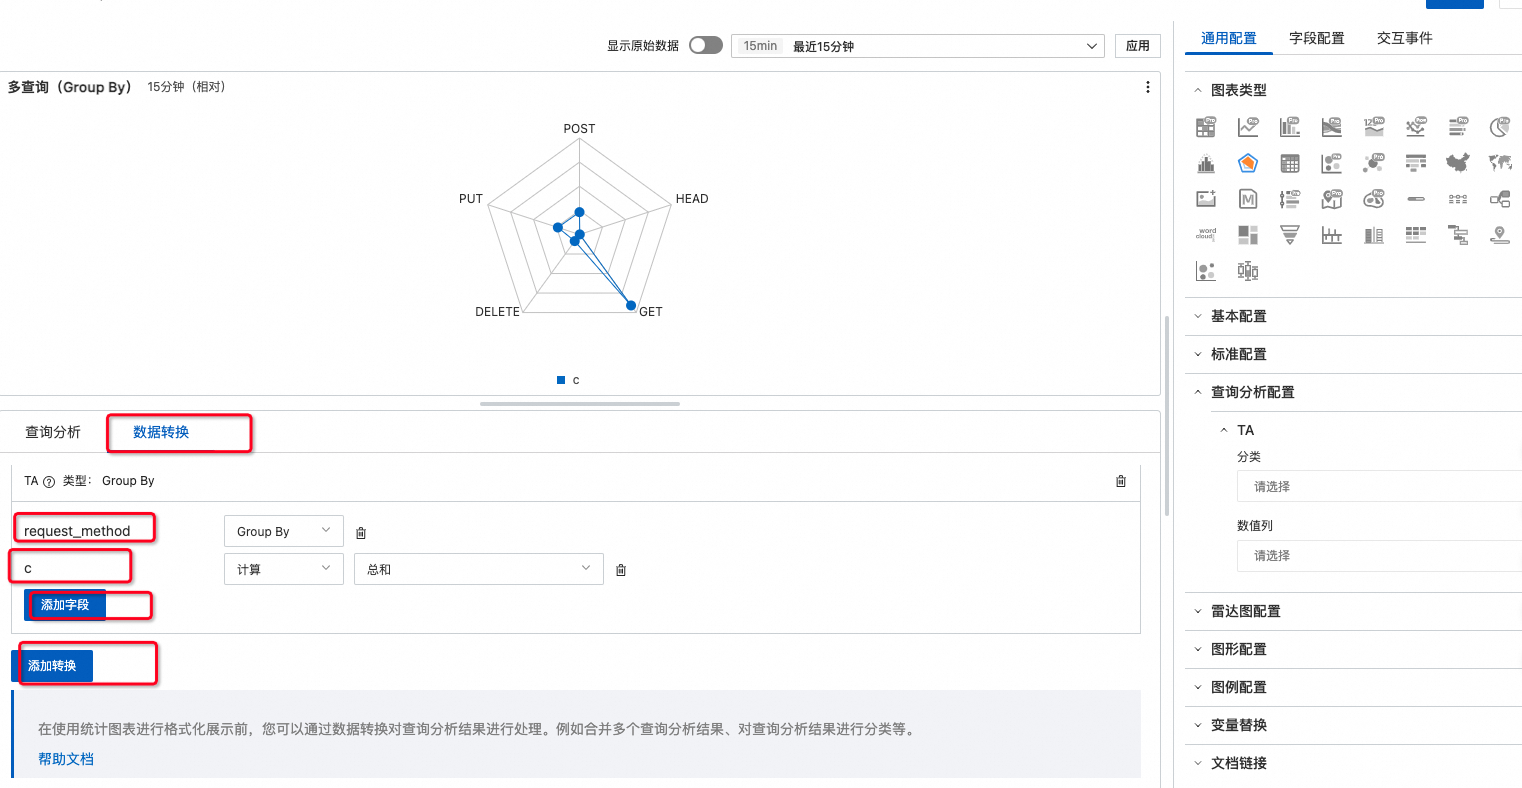 显示原始数据 15min 最近15分钟 应用
多查询（Group By） 15分钟（相对）
POST
PUT
HEAD
DELETE
GET
c
查询分析 数据转换
TA ? 类型： Group By
request_method Group By
c 计算 总和
添加字段
添加转换
在使用统计图表进行格式化展示前，您可以通过数据转换对查询分析结果进行处理。例如合并多个查询分析结果、对查询分析结果进行分类等。
帮助文档
通用配置 字段配置 交互事件
图表类型
word
cloud
基本配置
标准配置
查询分析配置
TA
分类
请选择
数值列
请选择
雷达图配置
图形配置
图例配置
变量替换
文档链接